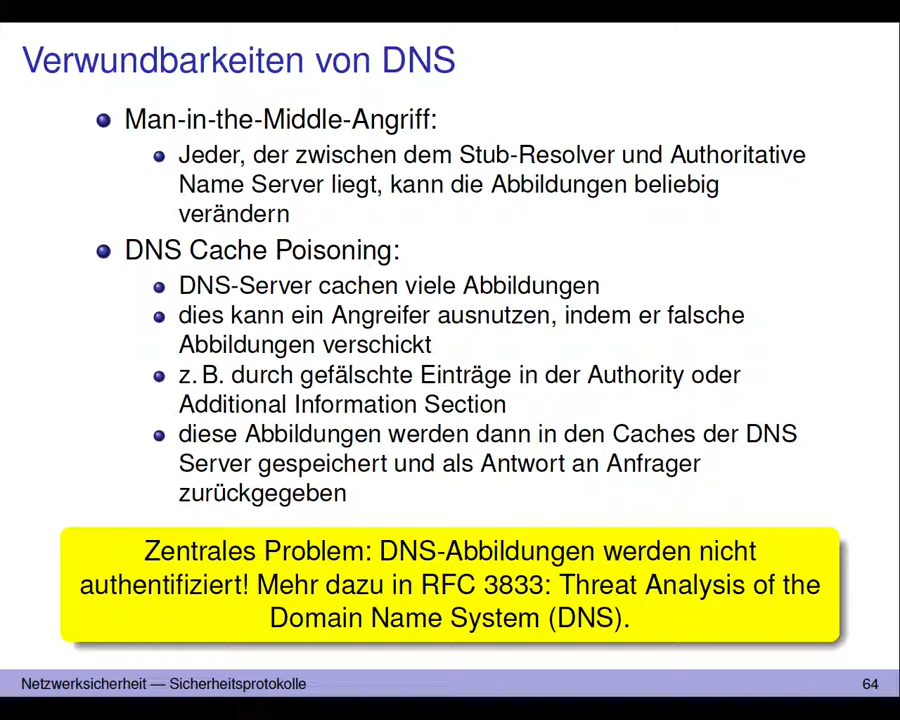 Verwundbarkeiten von DNS
Man-in-the-Middle-Angriff:
Jeder, der zwischen dem Stub-Resolver und Authoritative
Name Server liegt, kann die Abbildungen beliebig
verändern
DNS Cache Poisoning:
DNS-Server cachen viele Abbildungen
dies kann ein Angreifer ausnutzen, indem er falsche
Abbildungen verschickt
z. B. durch gefälschte Einträge in der Authority oder
Additional Information Section
diese Abbildungen werden dann in den Caches der DNS
Server gespeichert und als Antwort an Anfrager
zurückgegeben
Zentrales Problem: DNS-Abbildungen werden nicht
authentifiziert! Mehr dazu in RFC 3833: Threat Analysis of the
Domain Name System (DNS).
Netzwerksicherheit — Sicherheitsprotokolle 64